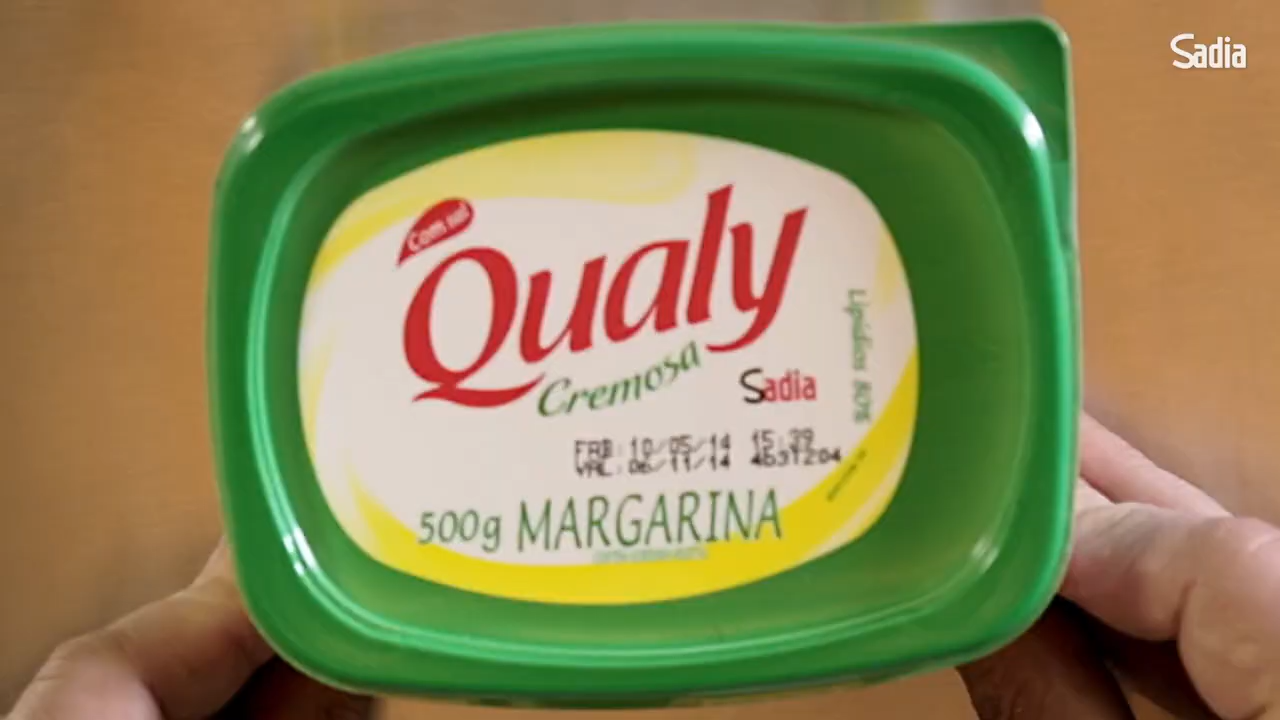 Sadia
Com sal
Qualy
Cremosa
Sadia
Lipídios 80%
FAB: 10/05/14 15:39
VAL: 06/11/14 4631204
500g MARGARINA